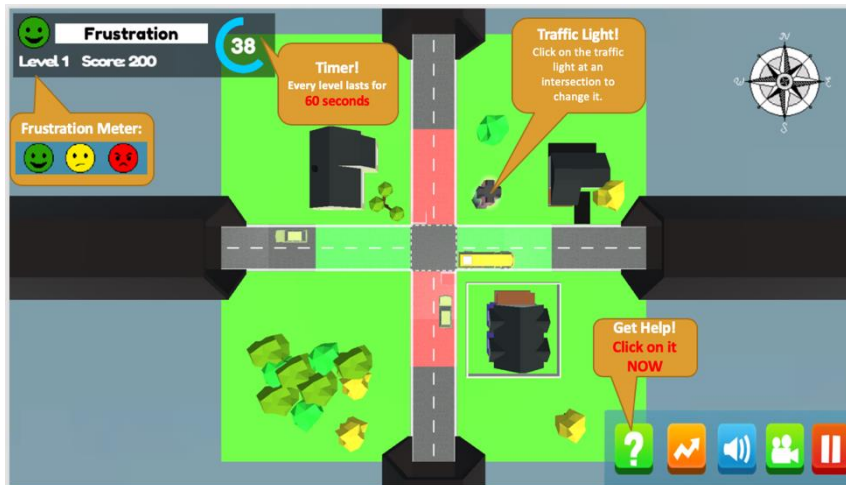 Frustration
Level 1 Score: 200
38
Timer!
Every level lasts for
60 seconds
Traffic Light!
Click on the traffic
light at an
intersection to
change it.
N
W
E
S
Frustration Meter:
Get Help!
Click on it
NOW
?